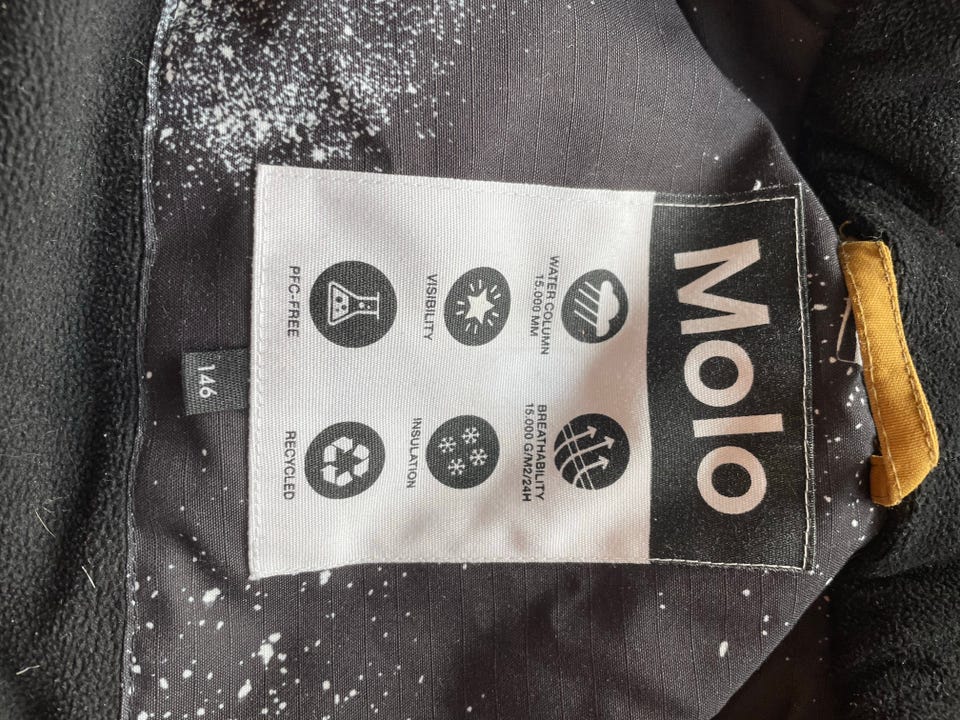 Molo
WATER COLUMN
15.000 MM
BREATHABILITY
15.000 G/M2/24H
VISIBILITY
INSULATION
PFC-FREE
RECYCLED
146